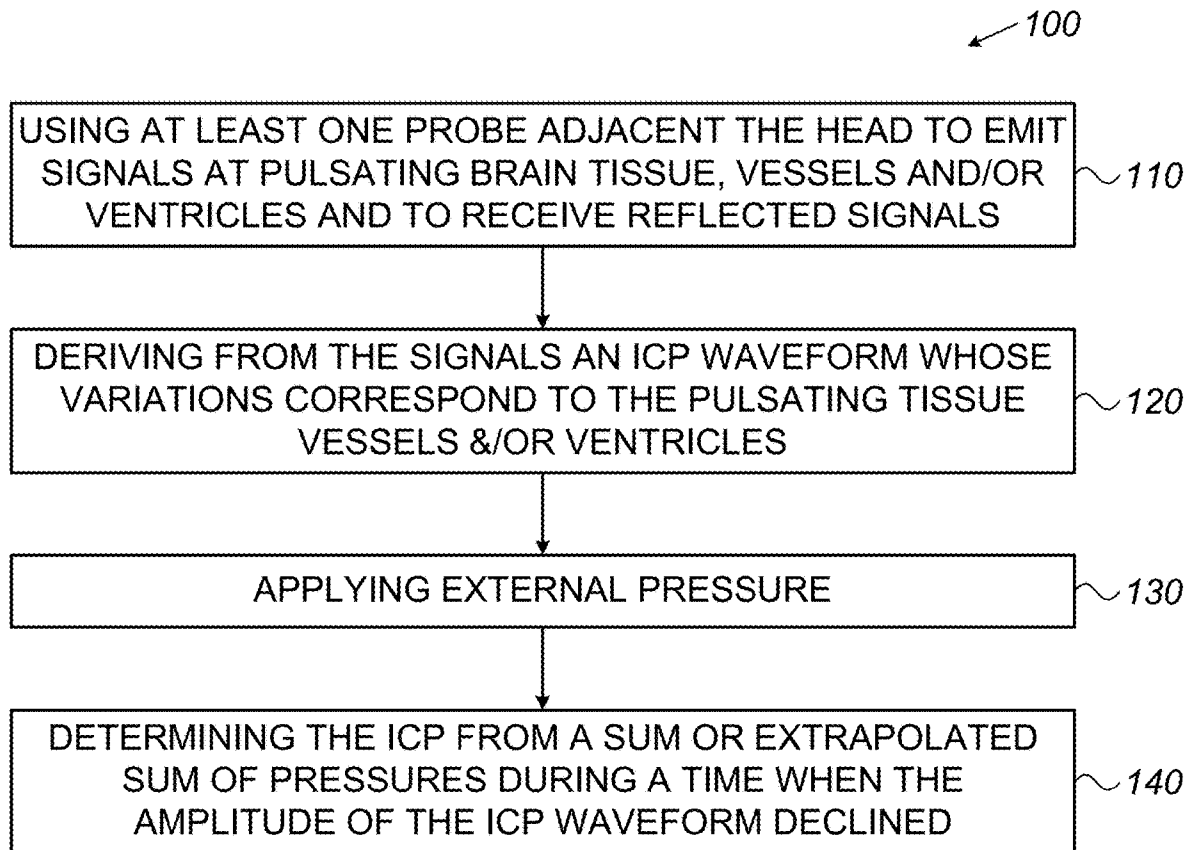 100
USING AT LEAST ONE PROBE ADJACENT THE HEAD TO EMIT
SIGNALS AT PULSATING BRAIN TISSUE, VESSELS AND/OR
VENTRICLES AND TO RECEIVE REFLECTED SIGNALS
110
DERIVING FROM THE SIGNALS AN ICP WAVEFORM WHOSE
VARIATIONS CORRESPOND TO THE PULSATING TISSUE
VESSELS &/OR VENTRICLES
120
APPLYING EXTERNAL PRESSURE
130
DETERMINING THE ICP FROM A SUM OR EXTRAPOLATED
SUM OF PRESSURES DURING A TIME WHEN THE
AMPLITUDE OF THE ICP WAVEFORM DECLINED
140